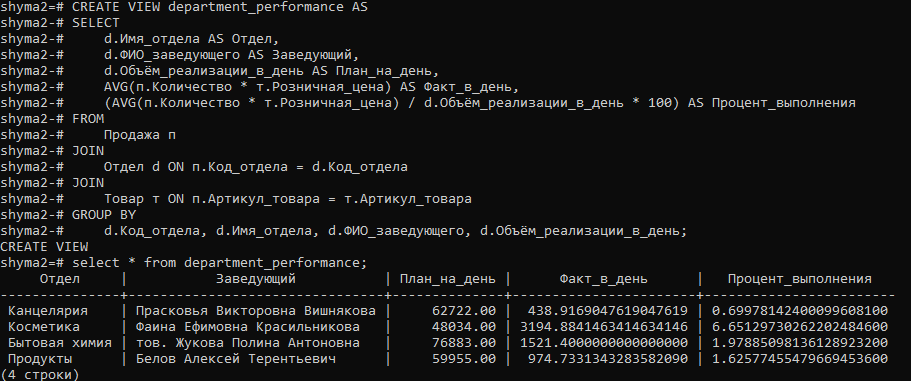 shyma2=# CREATE VIEW department_performance AS
shyma2-# SELECT
shyma2-#     d.Имя_отдела AS Отдел,
shyma2-#     d.ФИО_заведующего AS Заведующий,
shyma2-#     d.Объём_реализации_в_день AS План_на_день,
shyma2-#     AVG(п.Количество * т.Розничная_цена) AS Факт_в_день,
shyma2-#     (AVG(п.Количество * т.Розничная_цена) / d.Объём_реализации_в_день * 100) AS Процент_выполнения
shyma2-# FROM
shyma2-#     Продажа п
shyma2-# JOIN
shyma2-#     Отдел d ON п.Код_отдела = d.Код_отдела
shyma2-# JOIN
shyma2-#     Товар т ON п.Артикул_товара = т.Артикул_товара
shyma2-# GROUP BY
shyma2-#     d.Код_отдела, d.Имя_отдела, d.ФИО_заведующего, d.Объём_реализации_в_день;
CREATE VIEW
shyma2=# select * from department_performance;
     Отдел     |           Заведующий           | План_на_день |      Факт_в_день      |   Процент_выполнения
---------------+--------------------------------+--------------+-----------------------+------------------------
 Канцелярия    | Прасковья Викторовна Вишнякова |     62722.00 |  438.9169047619047619 | 0.69978142400099608100
 Косметика     | Фаина Ефимовна Красильникова   |     48034.00 | 3194.8841463414634146 | 6.65129730262202484600
 Бытовая химия | тов. Жукова Полина Антоновна   |     76883.00 | 1521.4000000000000000 | 1.97885098136128923200
 Продукты      | Белов Алексей Терентьевич      |     59955.00 |  974.7331343283582090 | 1.62577455479669453600
(4 строки)